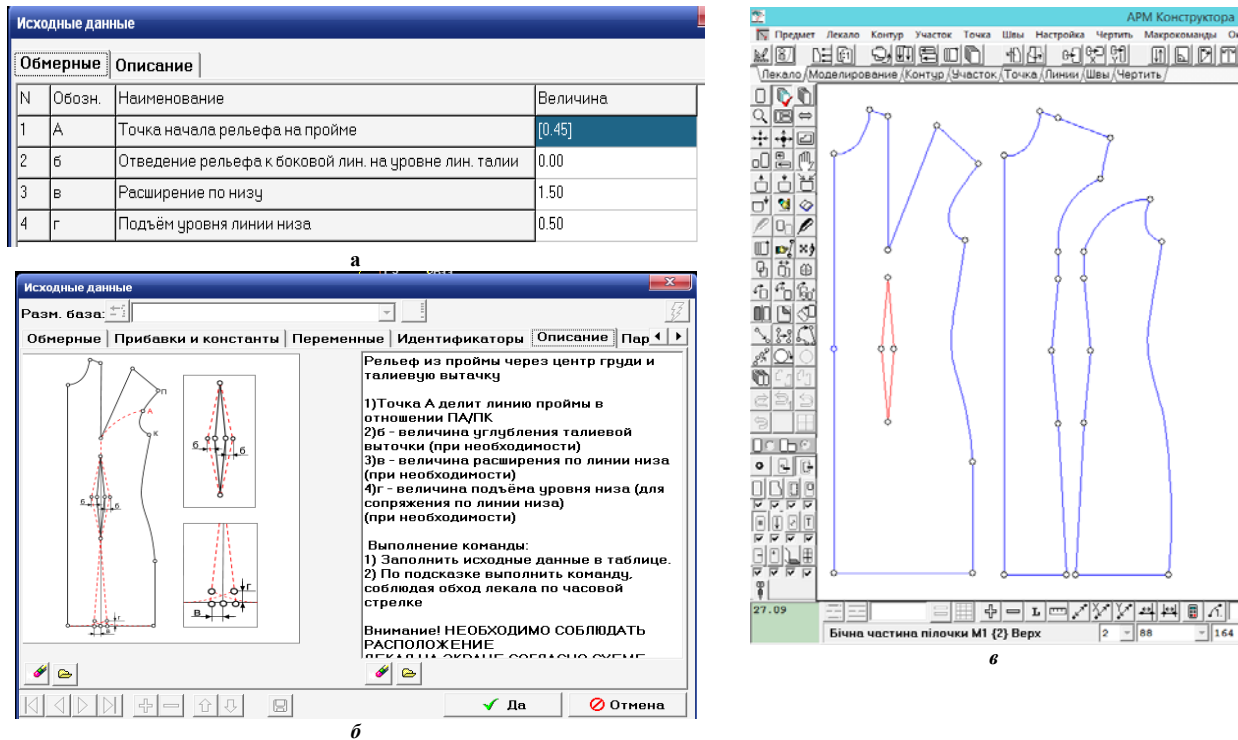 Исходные данные
Обмерные Описание
N Обозн. Наименование Величина
1 А Точка начала рельефа на пройме [0.45]
2 б Отведение рельефа к боковой лин. на уровне лин. талии 0.00
3 в Расширение по низу 1.50
4 г Подъём уровня линии низа 0.50
а
Исходные данные
Разм. база:
Обмерные Прибавки и константы Переменные Идентификаторы Описание Пар
П
А
К
б б
г
в
б б
г
в
Рельеф из проймы через центр груди и
талиевую вытачку
1)Точка А делит линию проймы в
отношении ПА/ПК
2)б - величина углубления талиевой
выточки (при необходимости)
3)в - величина расширения по линии низа
(при необходимости)
4)г - величина подъёма уровня низа (для
сопряжения по линии низа)
(при необходимости)
Выполнение команды:
1) Заполнить исходные данные в таблице.
2) По подсказке выполнить команду,
соблюдая обход лекала по часовой
стрелке
Внимание! НЕОБХОДИМО СОБЛЮДАТЬ
РАСПОЛОЖЕНИЕ
Да Отмена
б
АРМ Конструктора
Предмет Лекало Контур Участок Точка Швы Настройка Чертить Макрокоманды
Лекало Моделирование Контур Участок Точка Линии Швы Чертить
27.09
Бічна частина пілочки М1 {2} Верх 2 88 164
в